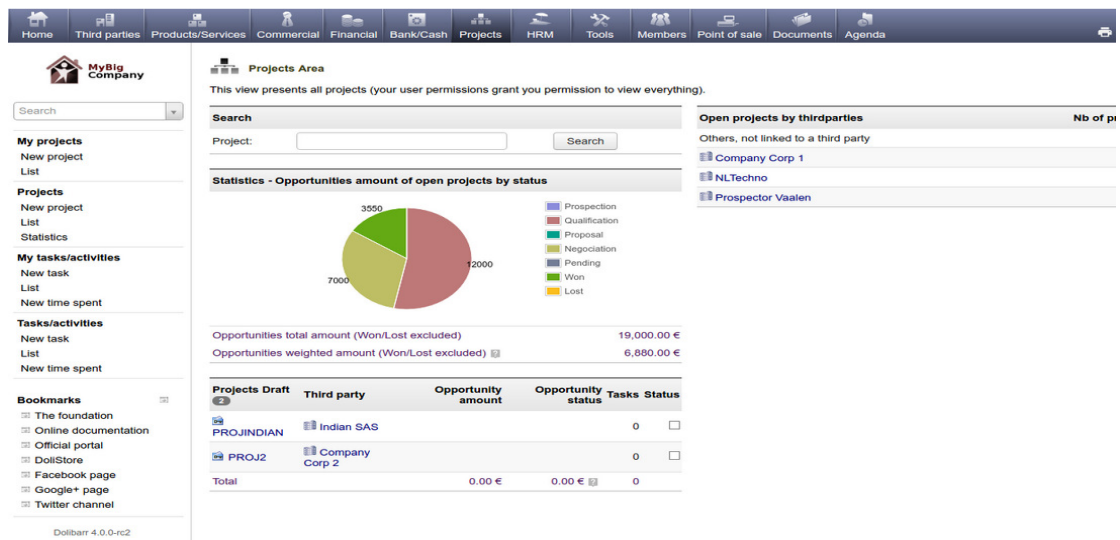 Home Third parties Products/Services Commercial Financial Bank/Cash Projects HRM Tools Members Point of sale Documents Agenda
MyBig
Company
Search
My projects
New project
List
Projects
New project
List
Statistics
My tasks/activities
New task
List
New time spent
Tasks/activities
New task
List
New time spent
Bookmarks
The foundation
Online documentation
Official portal
DoliStore
Facebook page
Google+ page
Twitter channel
Dolibarr 4.0.0-rc2
Projects Area
This view presents all projects (your user permissions grant you permission to view everything).
Search
Project: Search
Statistics - Opportunities amount of open projects by status
3550
12000
7000
Prospection
Qualification
Proposal
Negociation
Pending
Won
Lost
Opportunities total amount (Won/Lost excluded) 19,000.00 €
Opportunities weighted amount (Won/Lost excluded) ? 6,880.00 €
Projects Draft
2
Third party
Opportunity
amount
Opportunity
status
Tasks Status
PROJINDIAN Indian SAS 0
PROJ2 Company
Corp 2 0
Total 0.00 € 0.00 € ? 0
Open projects by thirdparties Nb of pr
Others, not linked to a third party
Company Corp 1
NLTechno
Prospector Vaalen